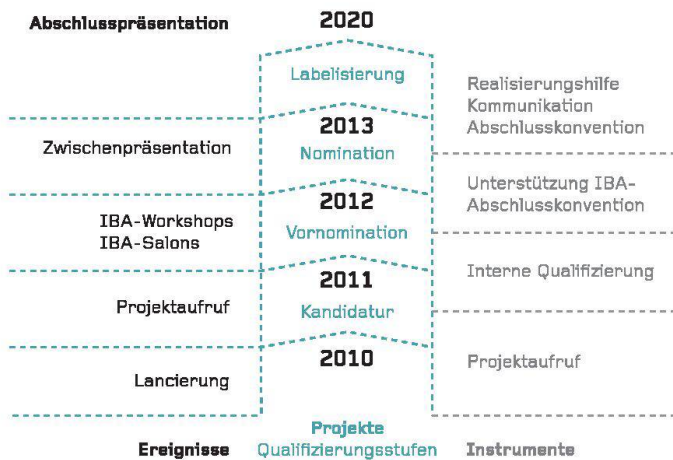 Abschlusspräsentation
2020
Labelisierung
Realisierungshilfe
Kommunikation
Abschlusskonvention
2013
Zwischenpräsentation
Nomination
Unterstützung IBA-
Abschlusskonvention
2012
IBA-Workshops
IBA-Salons
Vornomination
Interne Qualifizierung
2011
Projektaufruf
Kandidatur
2010
Projektaufruf
Lancierung
Projekte
Ereignisse
Qualifizierungsstufen
Instrumente